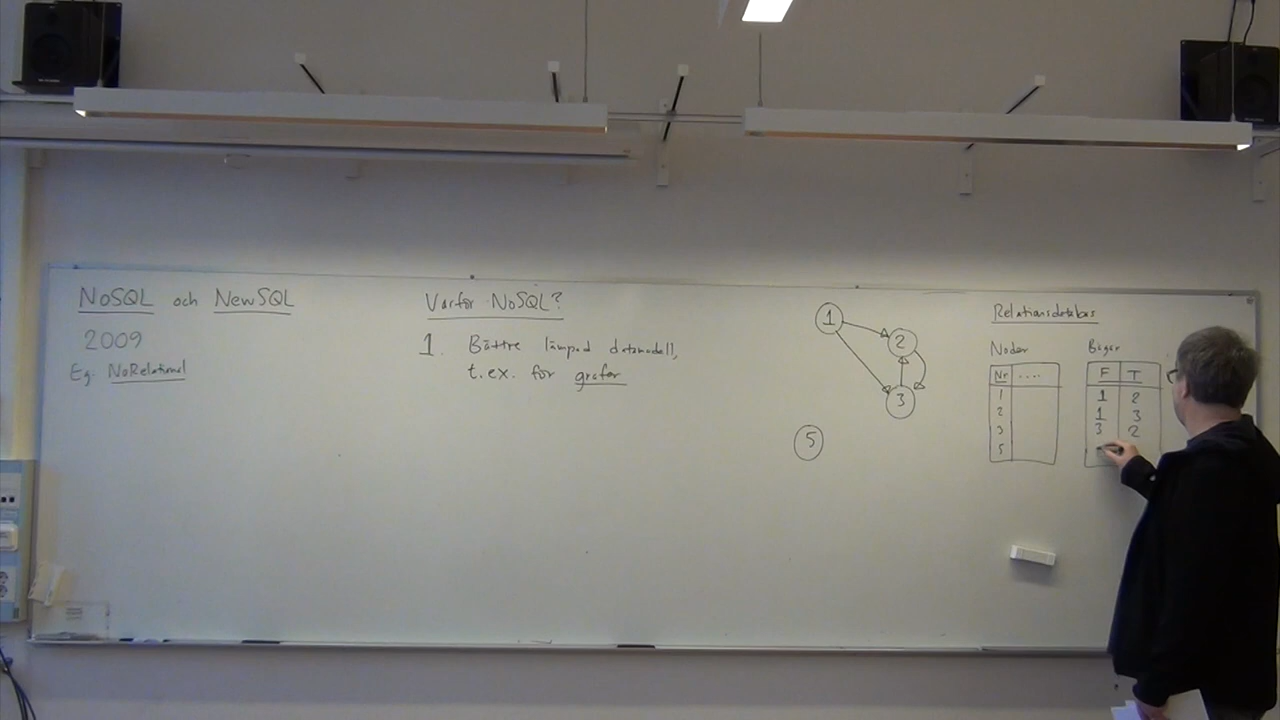 NoSQL och NewSQL
2009
Eg. NoRelational
Varför NoSQL?
1. Bättre lämpad datamodell,
t.ex. för grafer
1
2
3
5
Relationsdatabas
Noder
Nr ....
1
2
3
5
Bågar
F T
1 2
1 3
3 2